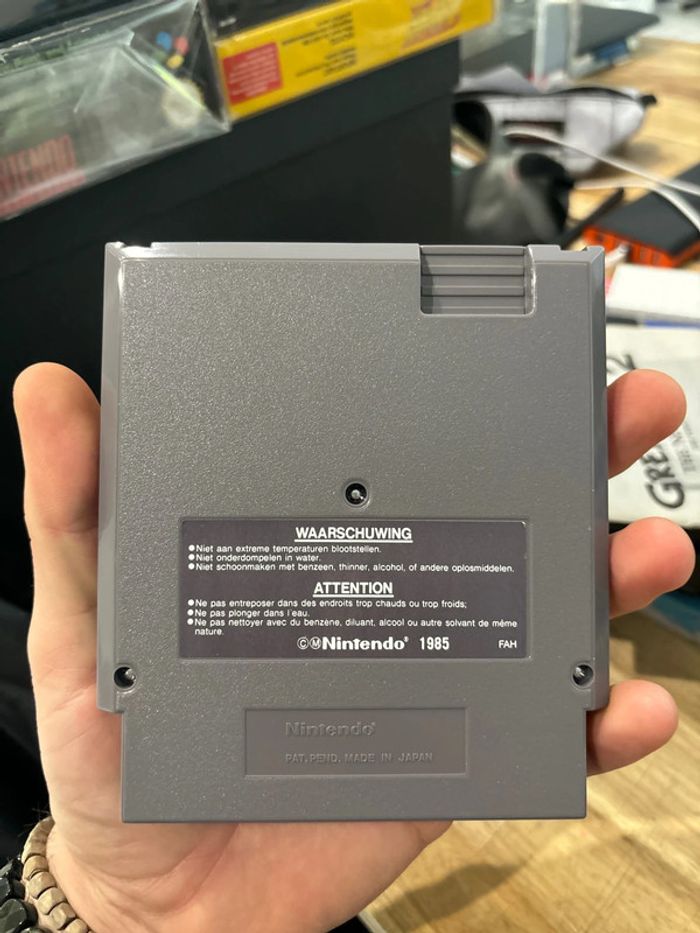 NINTENDO
WAARSCHUWING
●Niet aan extreme temperaturen blootstellen.
●Niet onderdompelen in water.
●Niet schoonmaken met benzeen, thinner, alcohol, of andere oplosmiddelen.
ATTENTION
●Ne pas entreposer dans des endroits trop chauds ou trop froids;
●Ne pas plonger dans l'eau.
●Ne pas nettoyer avec du benzene, diluant, alcool ou autre solvant de méme
nature.
©ⓂNintendo® 1985 FAH
Nintendo®
PAT. PEND. MADE IN JAPAN